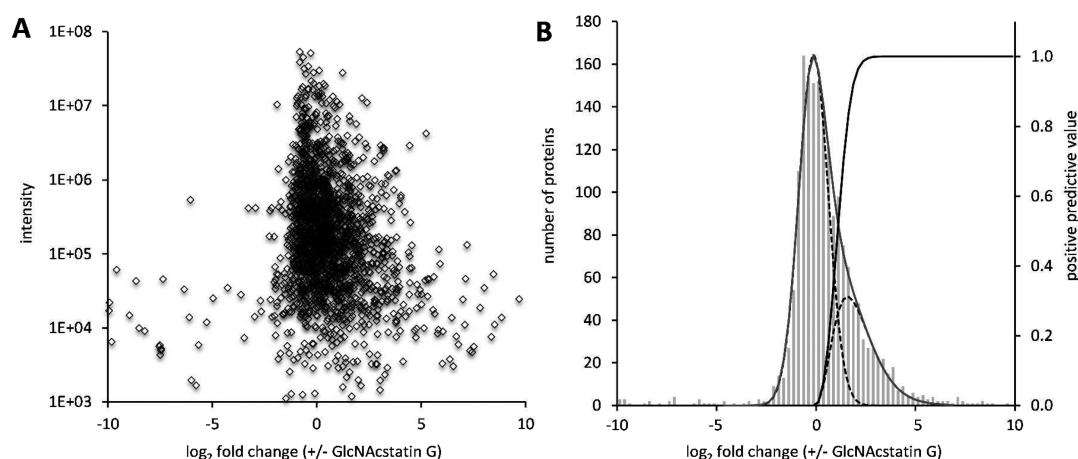 A
1E+08
1E+07
1E+06
1E+05
1E+04
1E+03
intensity
-10 -5 0 5 10
log2 fold change (+/- GlcNAcstatin G)
B
180
160
140
120
100
80
60
40
20
0
number of proteins
1.0
0.8
0.6
0.4
0.2
0.0
positive predictive value
-10 -5 0 5 10
log2 fold change (+/- GlcNAcstatin G)